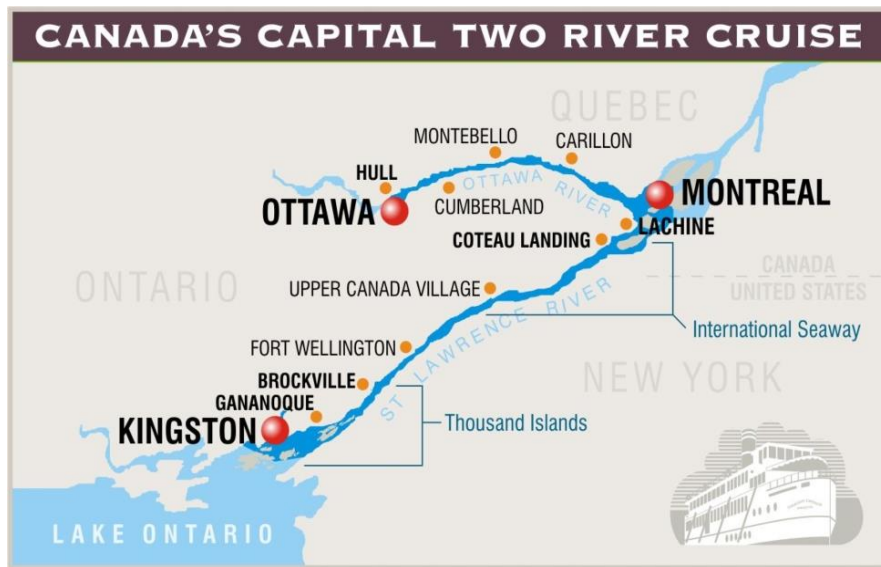 CANADA'S CAPITAL TWO RIVER CRUISE
QUEBEC
MONTEBELLO
CARILLON
HULL
OTTAWA RIVER
OTTAWA
CUMBERLAND
MONTREAL
LACHINE
COTEAU LANDING
CANADA
UNITED STATES
ONTARIO
UPPER CANADA VILLAGE
ST LAWRENCE RIVER
International Seaway
FORT WELLINGTON
NEW YORK
BROCKVILLE
GANANOQUE
KINGSTON
Thousand Islands
LAKE ONTARIO